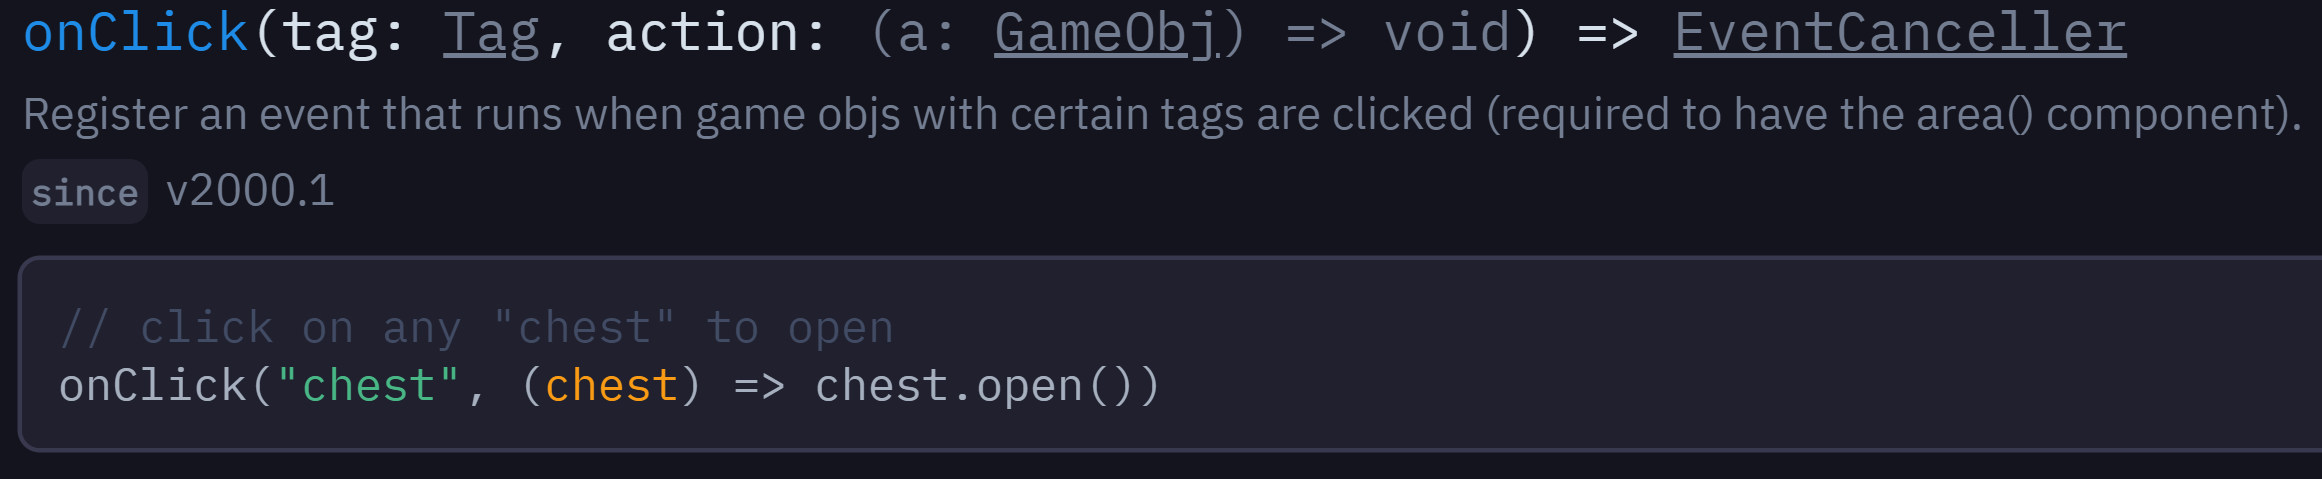 onClick(tag: Tag, action: (a: GameObj) => void) => EventCanceller
Register an event that runs when game objs with certain tags are clicked (required to have the area() component).
since v2000.1
// click on any "chest" to open
onClick("chest", (chest) => chest.open())